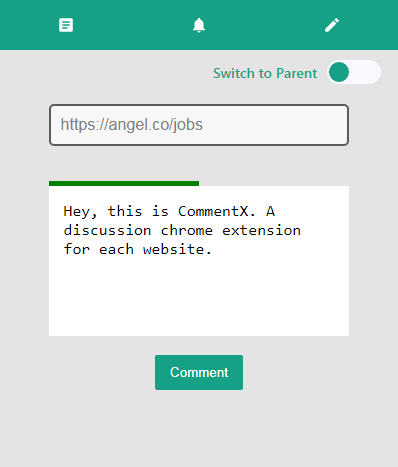 Switch to Parent
https://angel.co/jobs
Hey, this is CommentX. A
discussion chrome extension
for each website.
Comment